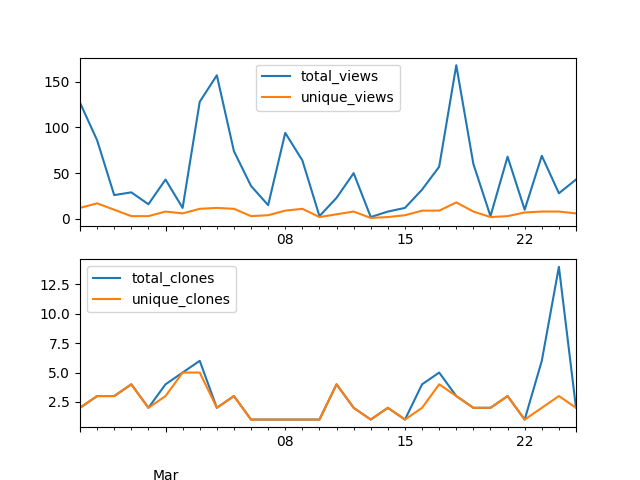 total_views
unique_views
150
100
50
0
08 15 22
total_clones
unique_clones
12.5
10.0
7.5
5.0
2.5
08 15 22
Mar